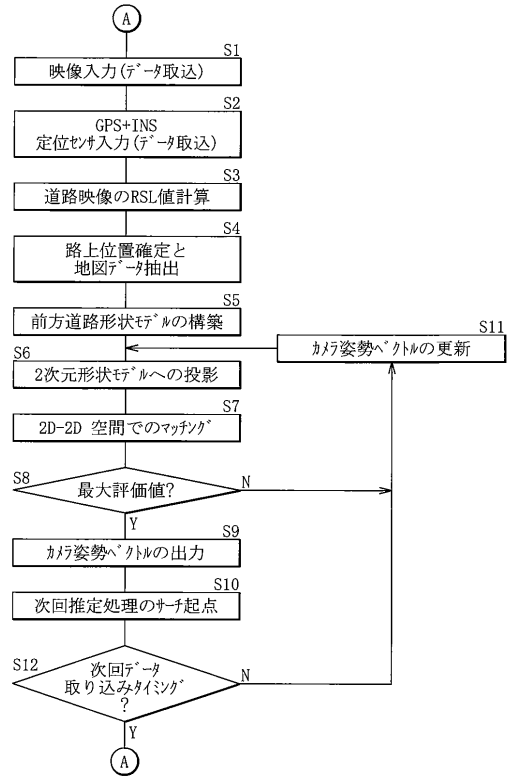 A
S1
映像入力(ﾃﾞｰﾀ取込)
S2
GPS+INS
定位ｾﾝｻ入力(ﾃﾞｰﾀ取込)
S3
道路映像のRSL値計算
S4
路上位置確定と
地図ﾃﾞｰﾀ抽出
S5
前方道路形状ﾓﾃﾞﾙの構築
S11
ｶﾒﾗ姿勢ﾍﾞｸﾄﾙの更新
S6
2次元形状ﾓﾃﾞﾙへの投影
S7
2D-2D 空間でのﾏｯﾁﾝｸﾞ
S8
最大評価値?
N
Y
S9
ｶﾒﾗ姿勢ﾍﾞｸﾄﾙの出力
S10
次回推定処理のｻｰﾁ起点
S12
次回ﾃﾞｰﾀ
取り込みﾀｲﾐﾝｸﾞ
?
N
Y
A